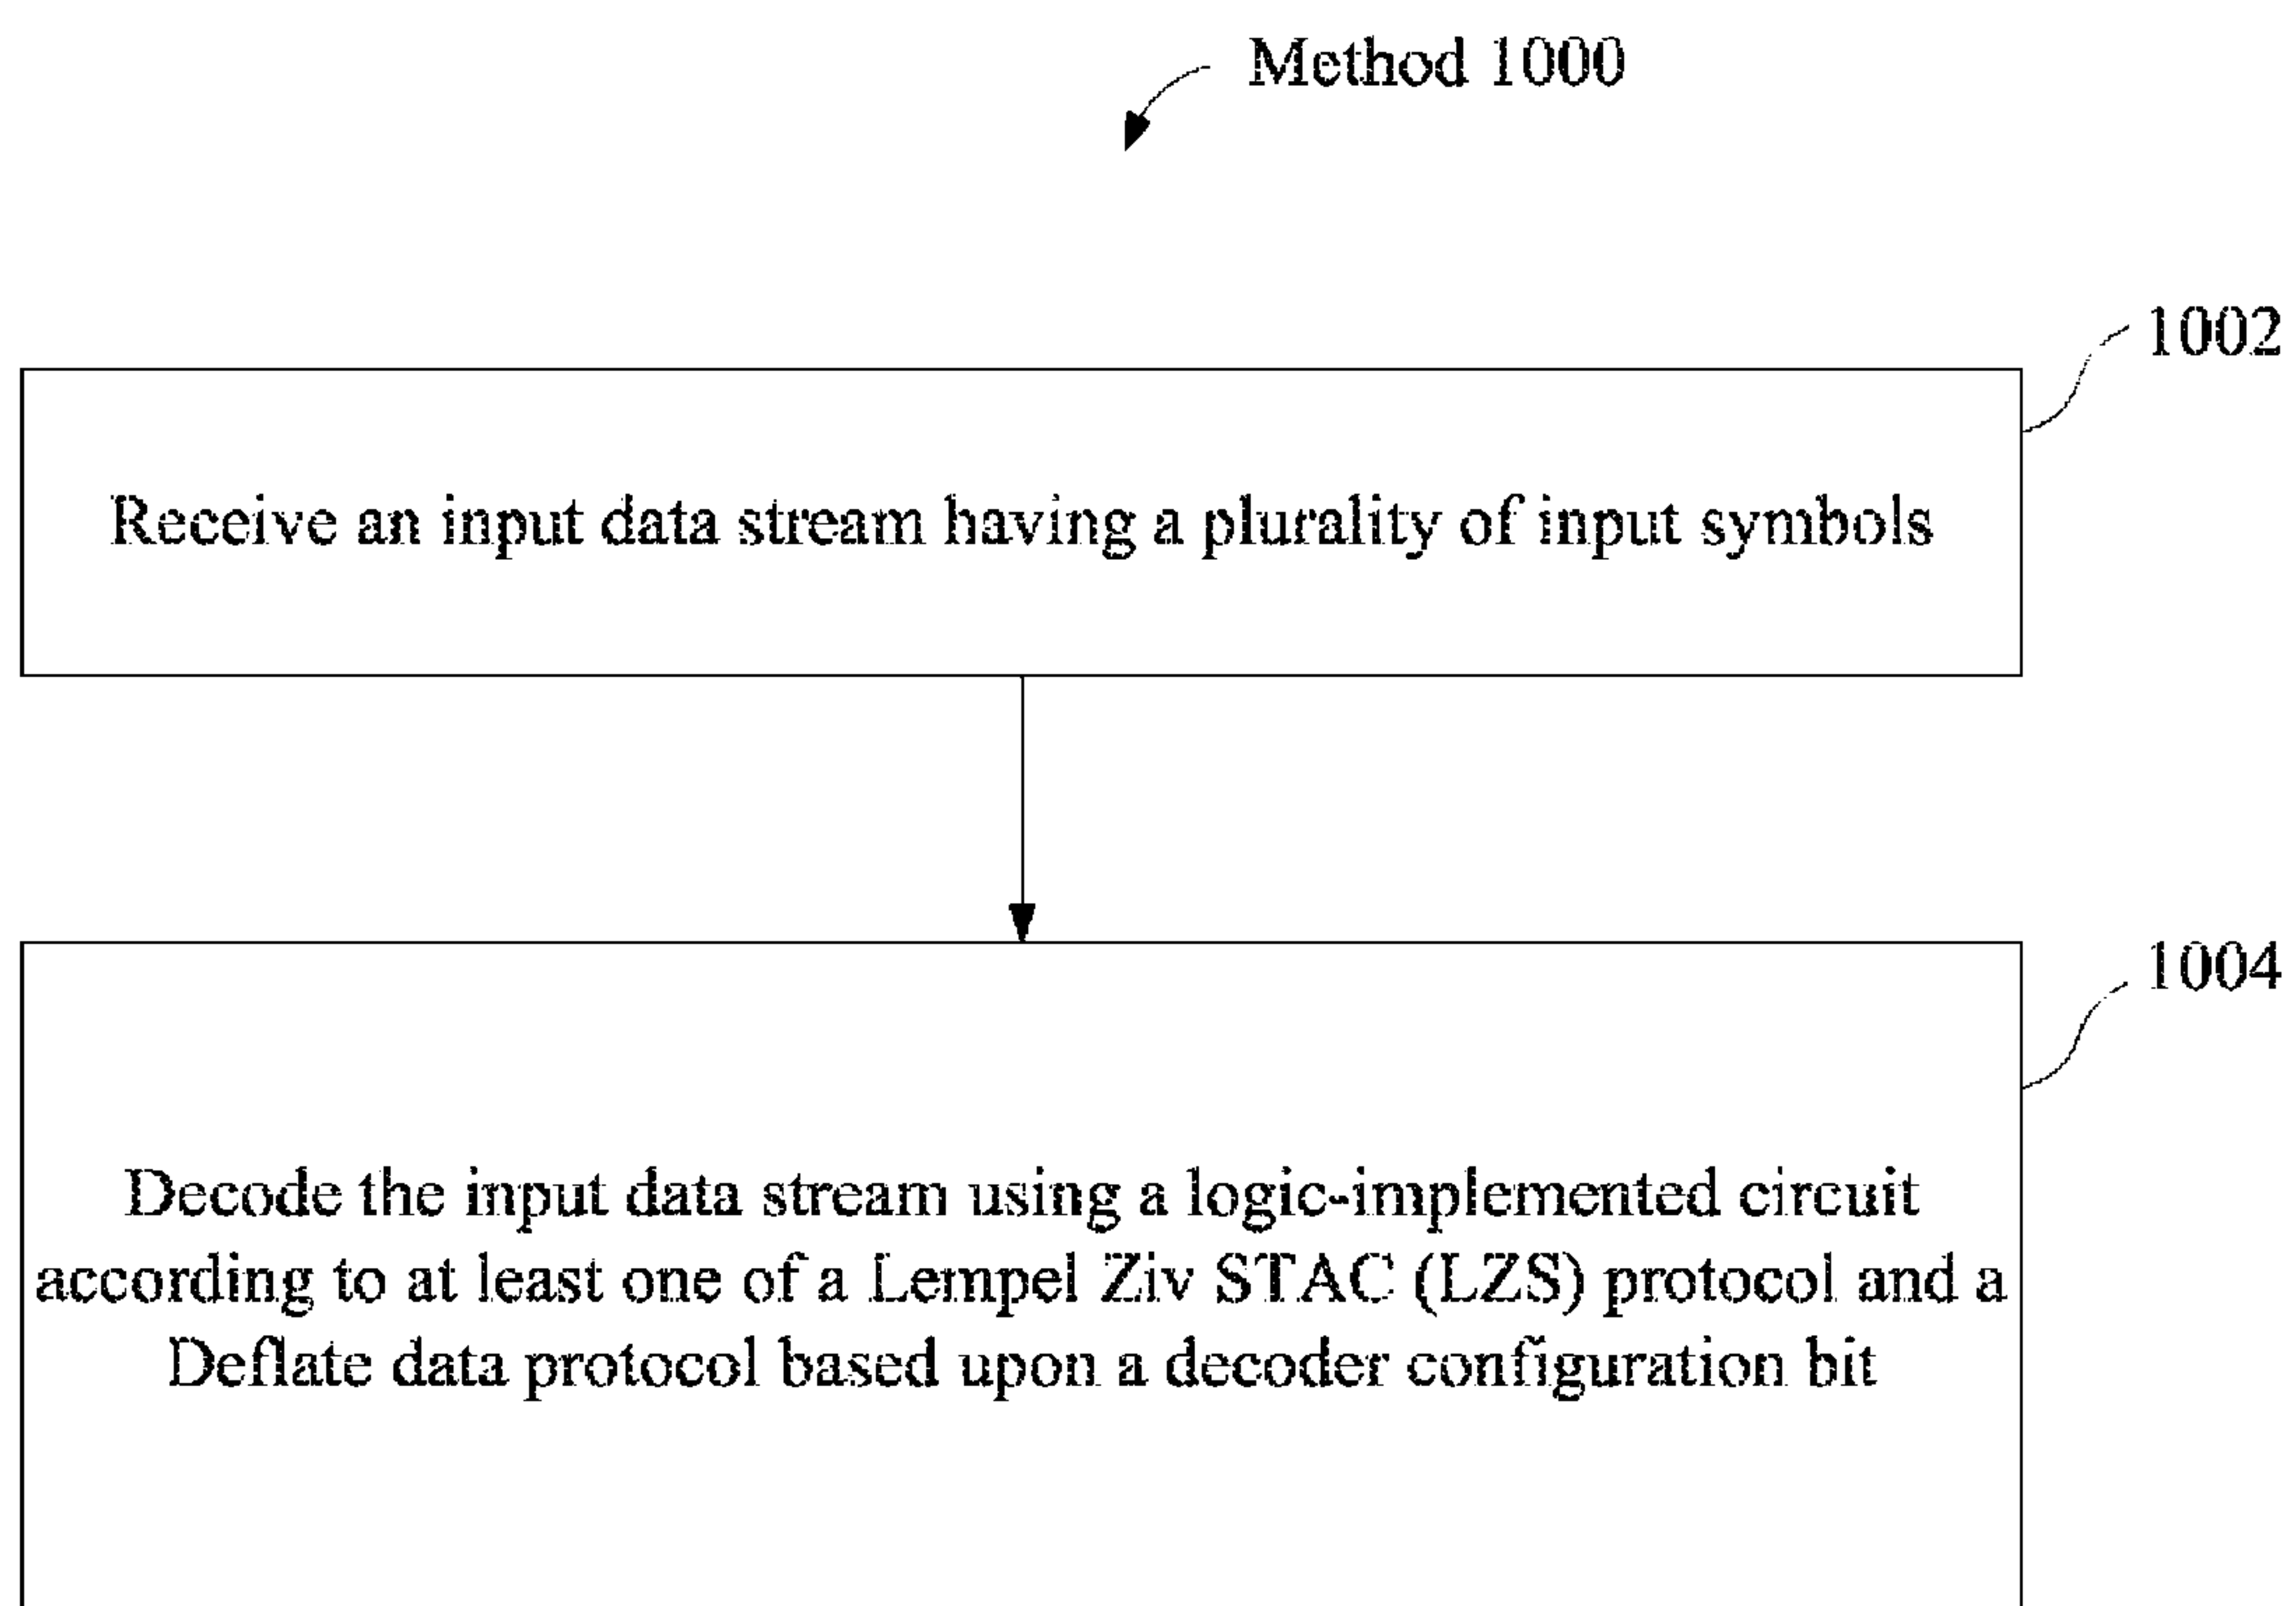 Method 1000
1002
Receive an input data stream having a plurality of input symbols
1004
Decode the input data stream using a logic-implemented circuit
according to at least one of a Lempel Ziv STAC (LZS) protocol and a
Deflate data protocol based upon a decoder configuration bit